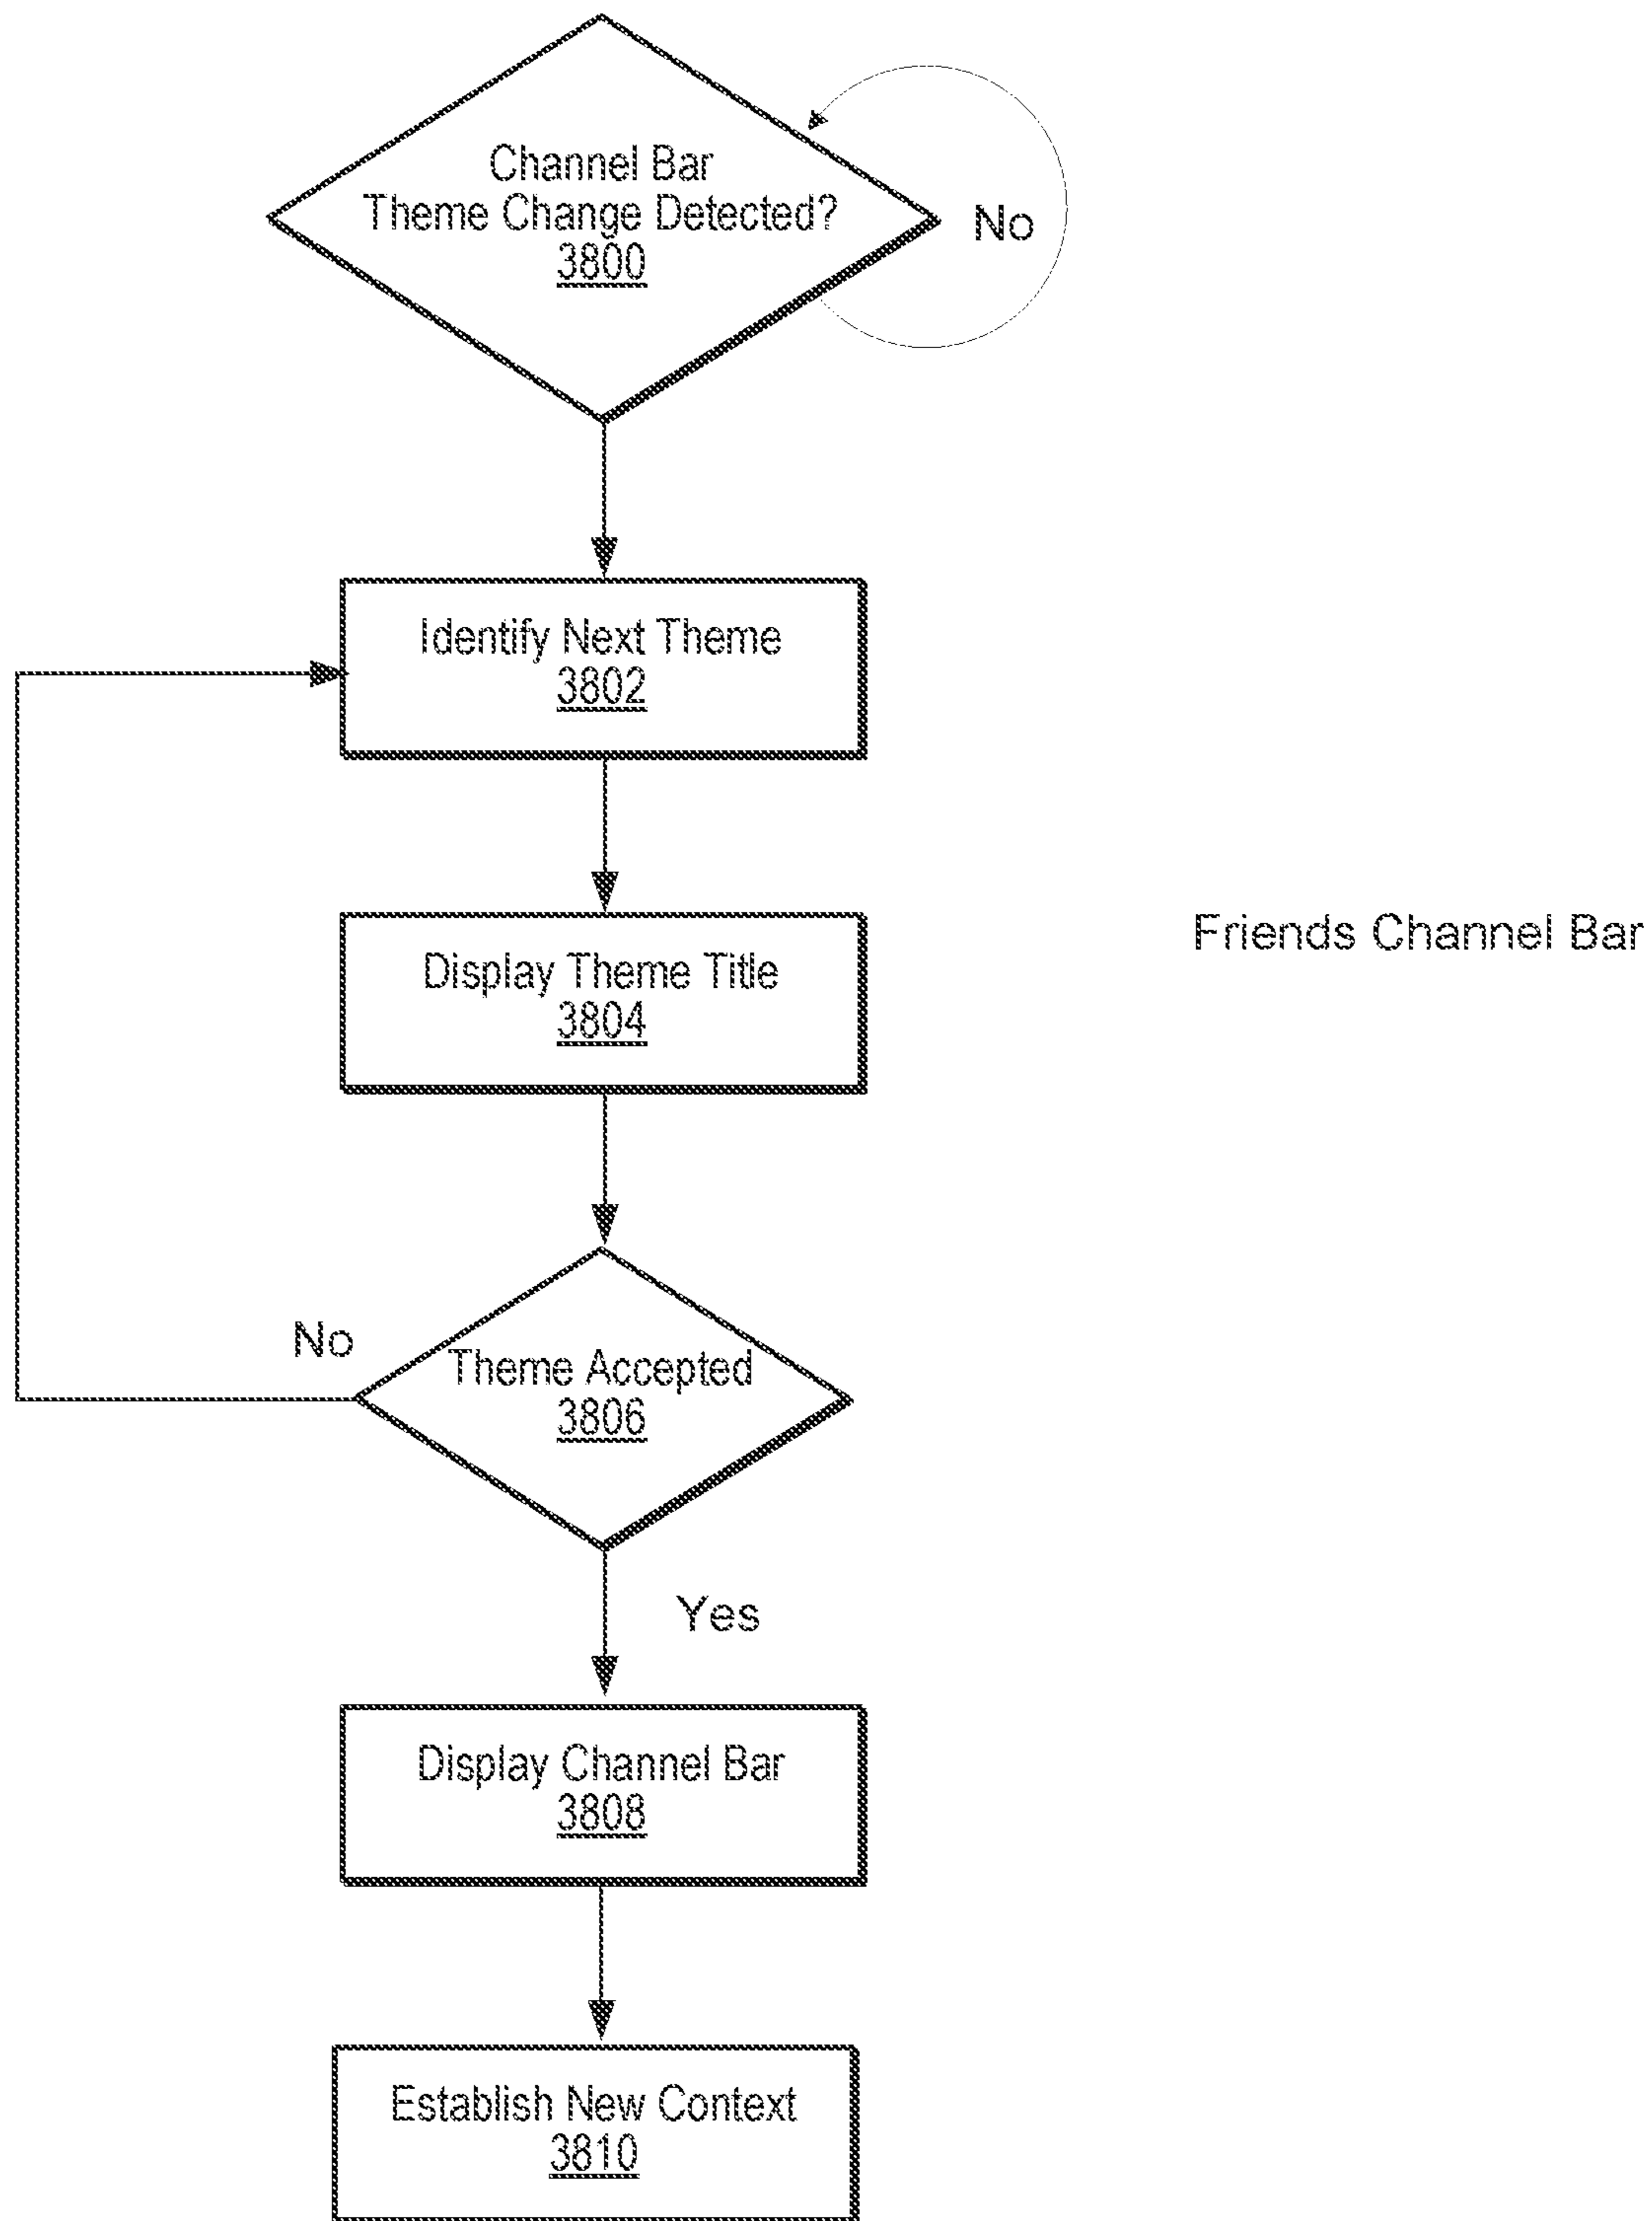 Channel Bar
Theme Change Detected?
3800
No
Identify Next Theme
3802
Friends Channel Bar
Display Theme Title
3804
No
Theme Accepted
3806
Yes
Display Channel Bar
3808
Establish New Context
3810